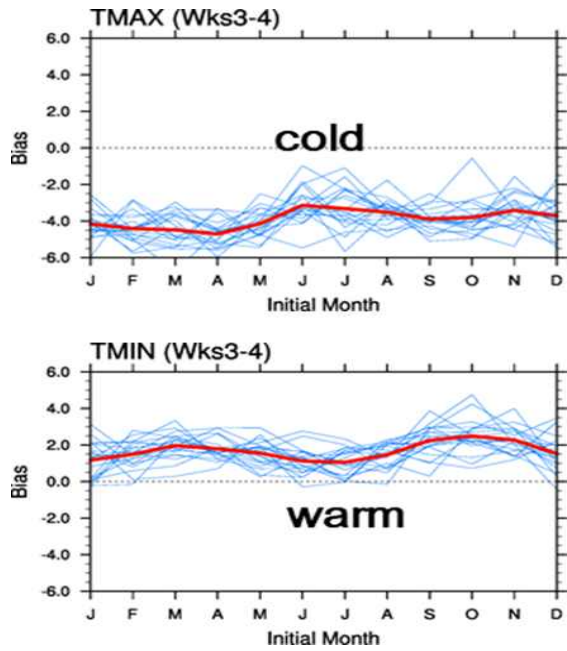 TMAX (Wks3-4)
6.0
4.0
2.0
0.0
-2.0
-4.0
-6.0
Bias
cold
J F M A M J J A S O N D
Initial Month
TMIN (Wks3-4)
6.0
4.0
2.0
0.0
-2.0
-4.0
-6.0
Bias
warm
J F M A M J J A S O N D
Initial Month